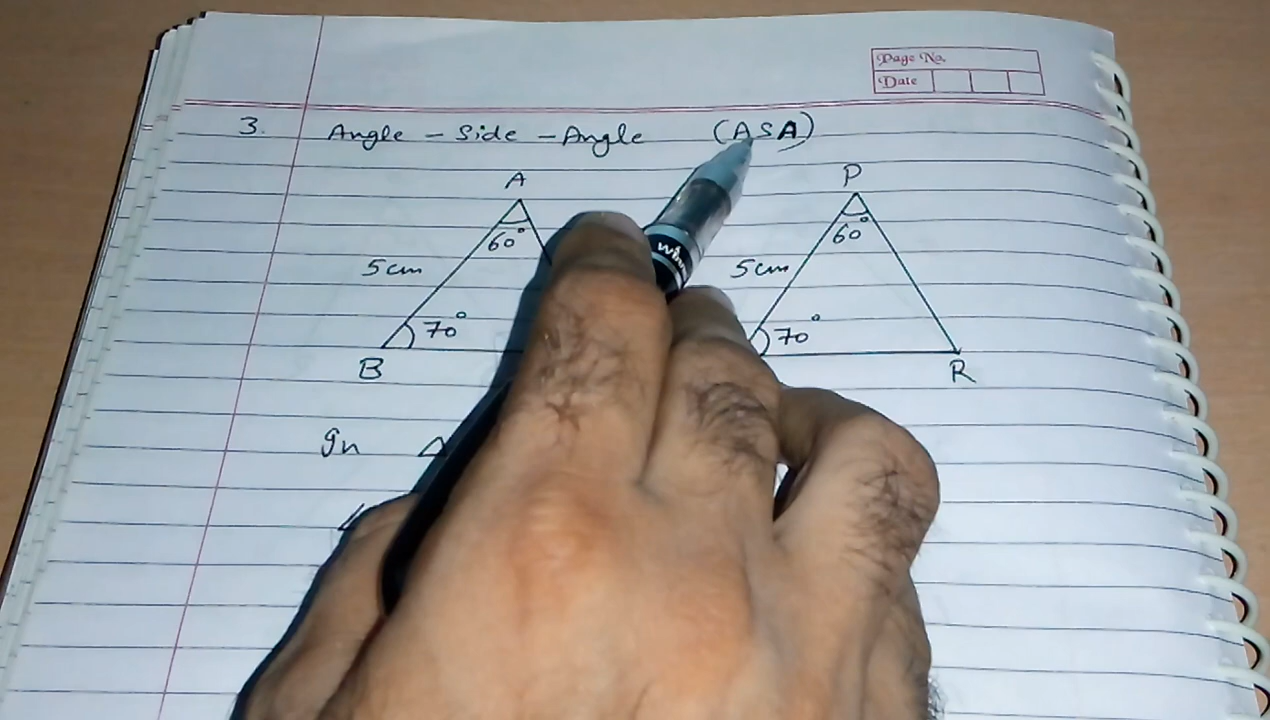 Page No.
Date
3. Angle - Side - Angle (ASA)
A P
60° 60°
5cm 5cm
70° 70°
B R
In △